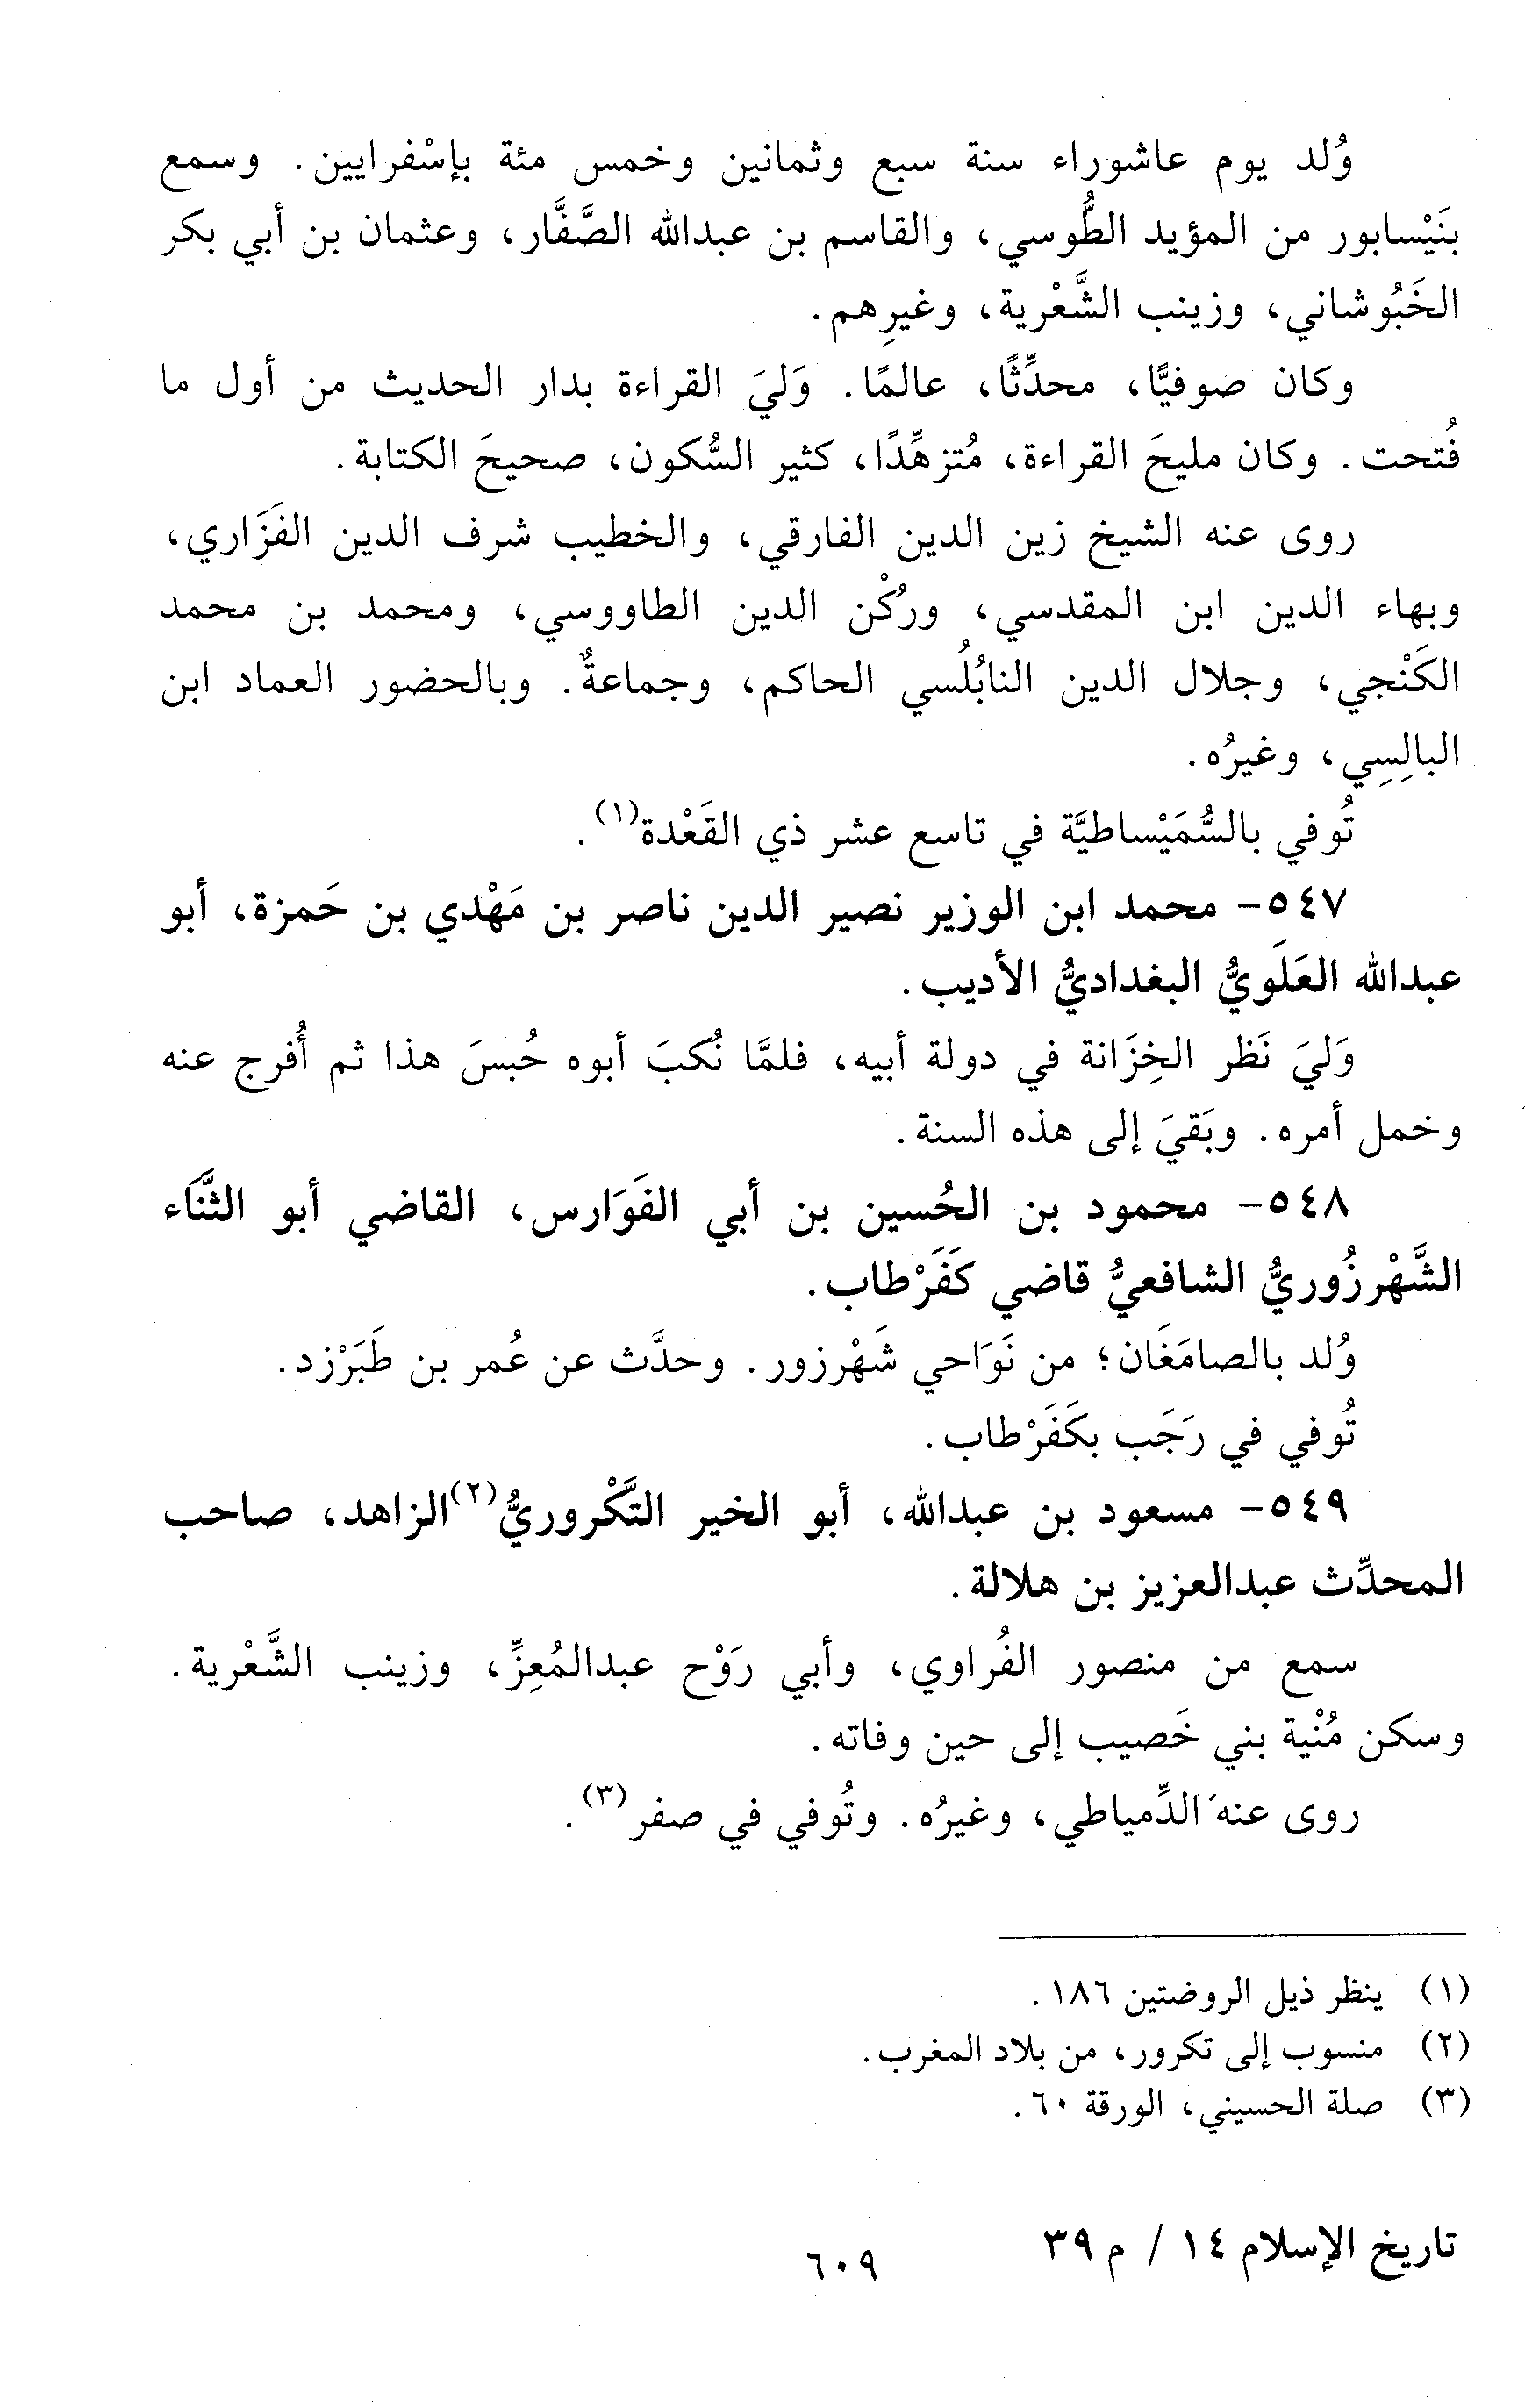 وُلد يوم عاشوراء سنة سبع وثمانين وخمس مئة بإسْفرايين. وسمع
بنَيْسابور من المؤيد الطُّوسي، والقاسم بن عبدالله الصَّفَّار، وعثمان بن أبي بكر
الخَبُوشاني، وزينب الشَّعْرية، وغيرِهم.
وكان صوفيًّا، محدِّثًا، عالمًا. وَليَ القراءة بدار الحديث من أول ما
فُتحت. وكان مليحَ القراءة، مُتزهِّدًا، كثير السُّكون، صحيحَ الكتابة.
روى عنه الشيخ زين الدين الفارقي، والخطيب شرف الدين الفَزَاري،
وبهاء الدين ابن المقدسي، ورُكْن الدين الطاووسي، ومحمد بن محمد
الكَنْجي، وجلال الدين النابُلُسي الحاكم، وجماعةٌ. وبالحضور العماد ابن
البالِسِي، وغيرُه.
تُوفي بالسُّمَيْساطيَّة في تاسع عشر ذي القَعْدة(١).
٥٤٧- محمد ابن الوزير نصير الدين ناصر بن مَهْدي بن حَمزة، أبو
عبدالله العَلَويُّ البغداديُّ الأديب.
وَليَ نَظر الخِزَانة في دولة أبيه، فلمَّا نُكبَ أبوه حُبسَ هذا ثم أُفرج عنه
وخمل أمره. وبَقيَ إلى هذه السنة.
٥٤٨- محمود بن الحُسين بن أبي الفَوَارس، القاضي أبو الثَّنَاء
الشَّهْرزُوريُّ الشافعيُّ قاضي كَفَرْطاب.
وُلد بالصامَغَان؛ من نَوَاحي شَهْرزور. وحدَّث عن عُمر بن طَبَرْزد.
تُوفي في رَجَب بكَفَرْطاب.
٥٤٩- مسعود بن عبدالله، أبو الخير التَّكْروريُّ(٢)الزاهد، صاحب
المحدِّث عبدالعزيز بن هلالة.
سمع من منصور الفُراوي، وأبي رَوْح عبدالمُعِزِّ، وزينب الشَّعْرية.
وسكن مُنْية بني خَصيب إلى حين وفاته.
روى عنه الدِّمياطي، وغيرُه. وتُوفي في صفر(٣).
(١) ينظر ذيل الروضتين ١٨٦.
(٢) منسوب إلى تكرور، من بلاد المغرب.
(٣) صلة الحسيني، الورقة ٦٠.
تاريخ الإسلام ١٤ / م ٣٩
٦٠٩